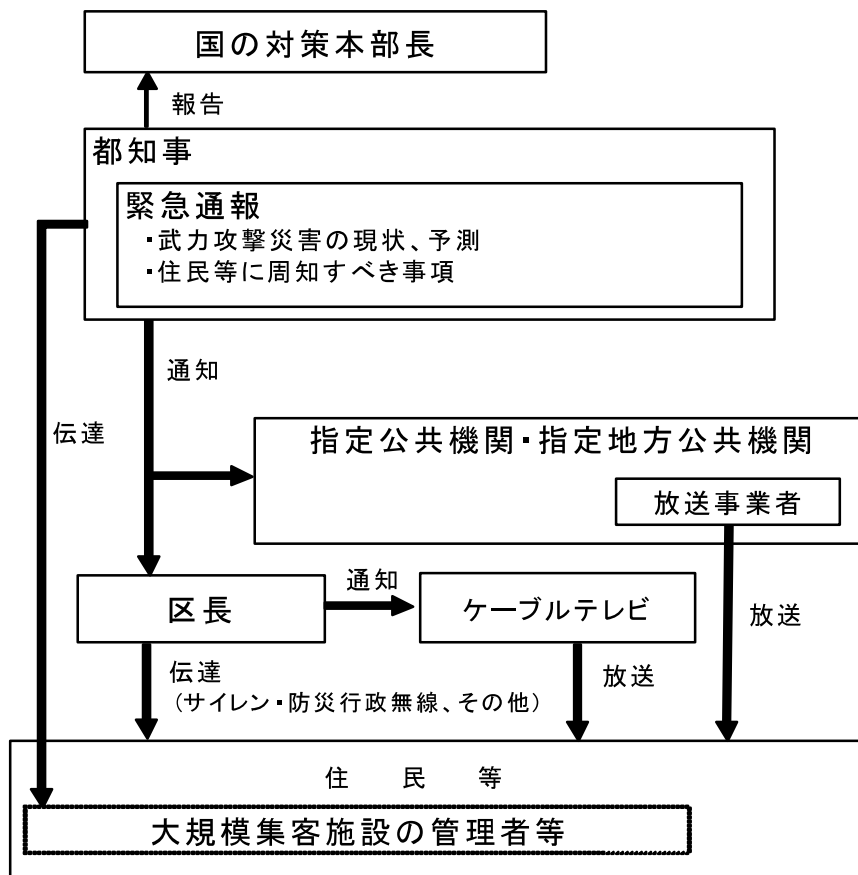 国の対策本部長
報告
都知事
緊急通報
・武力攻撃災害の現状、予測
・住民等に周知すべき事項
通知
伝達
指定公共機関・指定地方公共機関
放送事業者
区長
通知
ケーブルテレビ
放送
伝達
(サイレン・防災行政無線、その他)
放送
住 民 等
大規模集客施設の管理者等